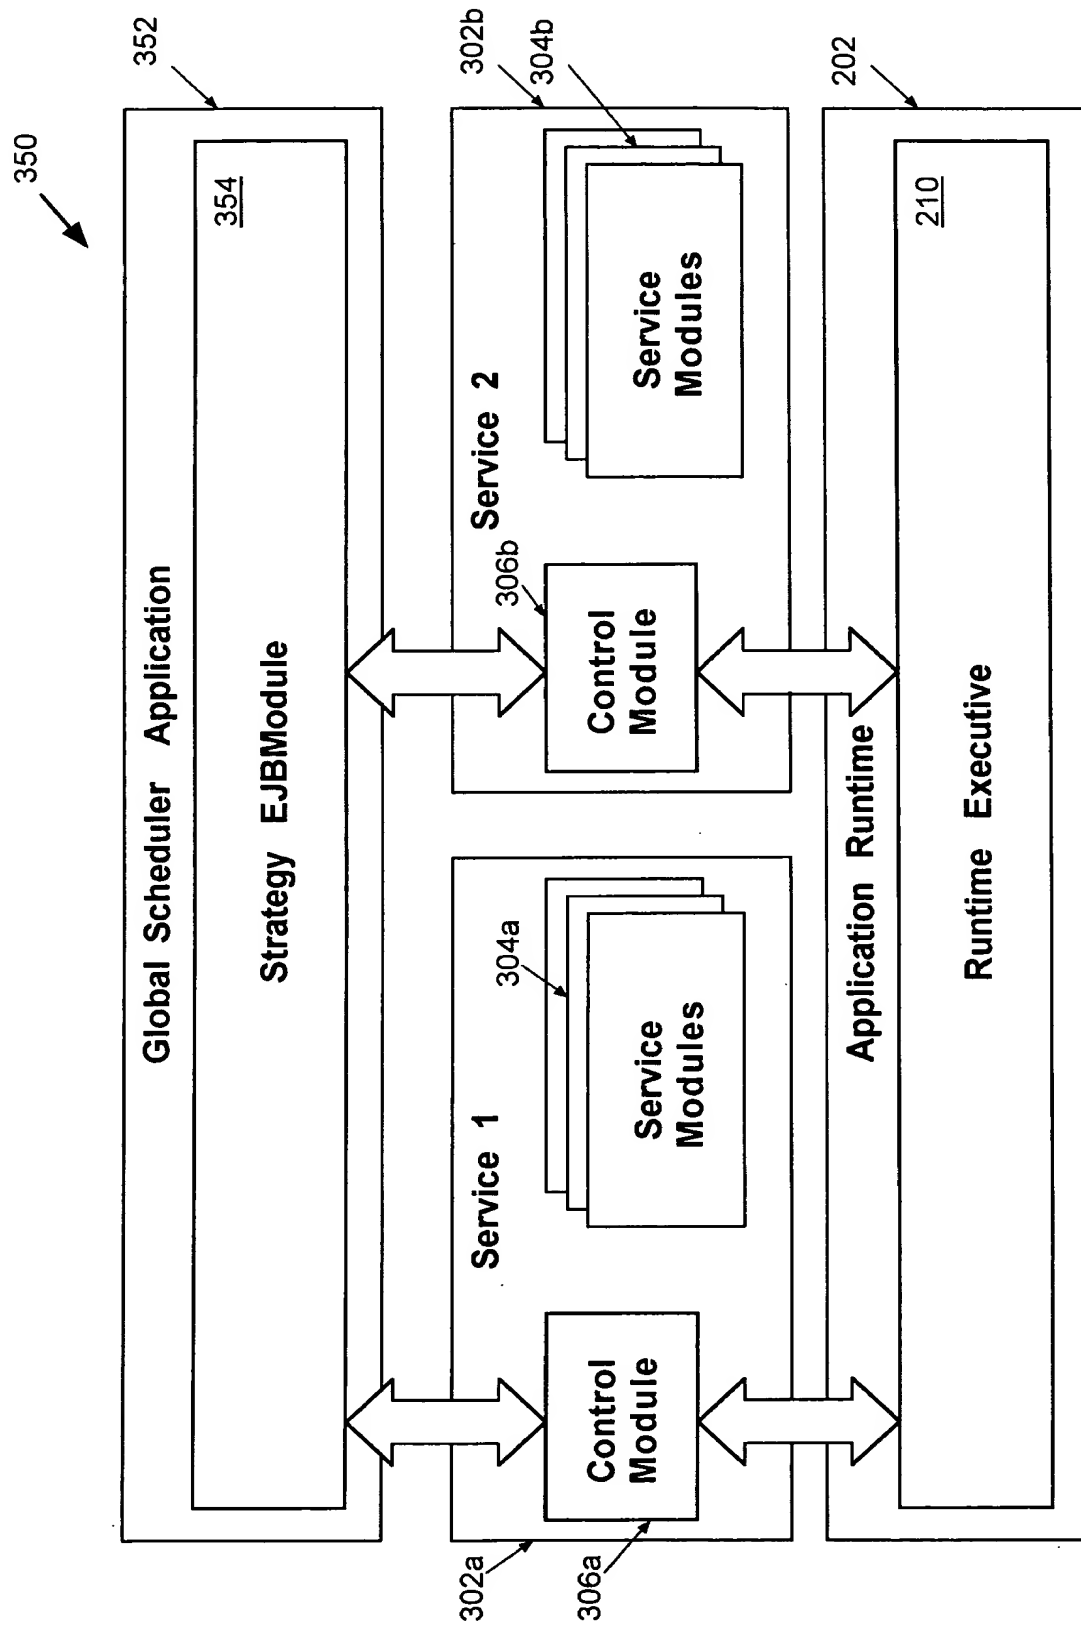 350
352
Global Scheduler Application
354
Strategy EJBModule
302a
306a
Service 1
Control
Module
304a
Service
Modules
302b
304b
Service 2
306b
Control
Module
Service
Modules
202
Application Runtime
210
Runtime Executive